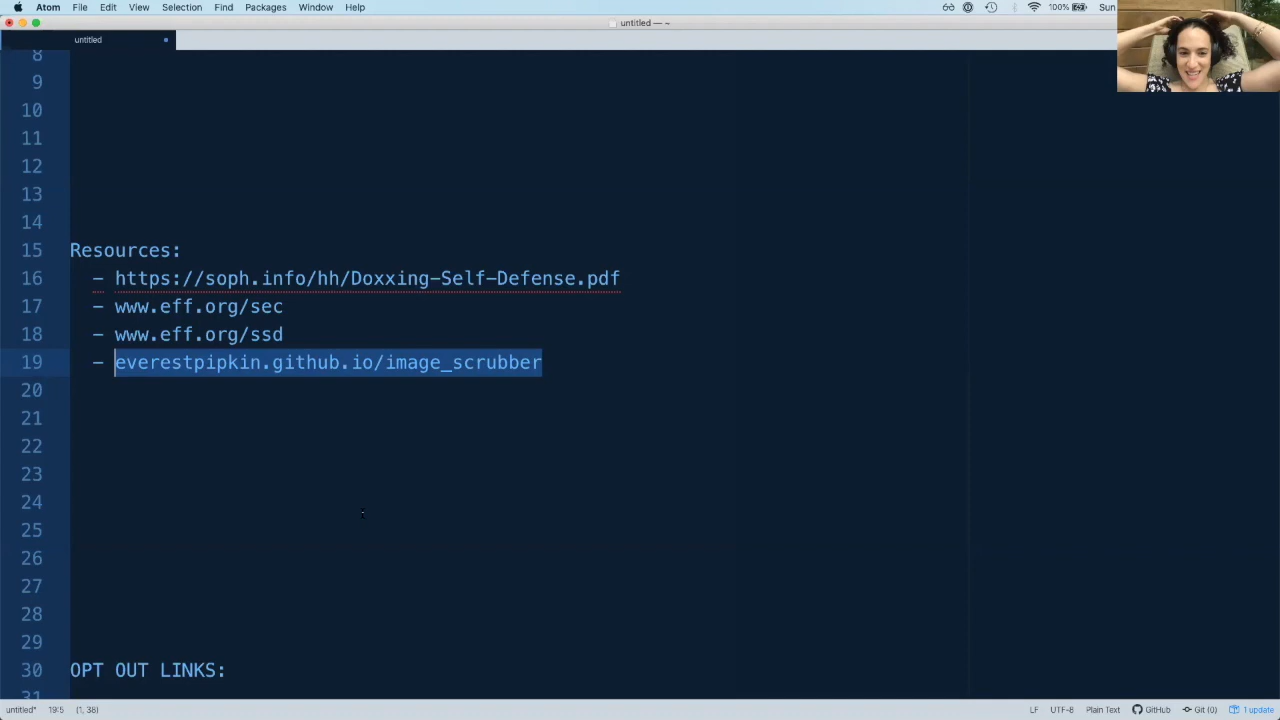 Atom File Edit View Selection Find Packages Window Help 100% Sun
untitled — ~
untitled
8
9
10
11
12
13
14
15 Resources:
16 - https://soph.info/hh/Doxxing-Self-Defense.pdf
17 - www.eff.org/sec
18 - www.eff.org/ssd
19 - everestpipkin.github.io/image_scrubber
20
21
22
23
24
25
26
27
28
29
30 OPT OUT LINKS:
31
untitled* 19:5 (1, 38) LF UTF-8 Plain Text GitHub Git (0) 1 update